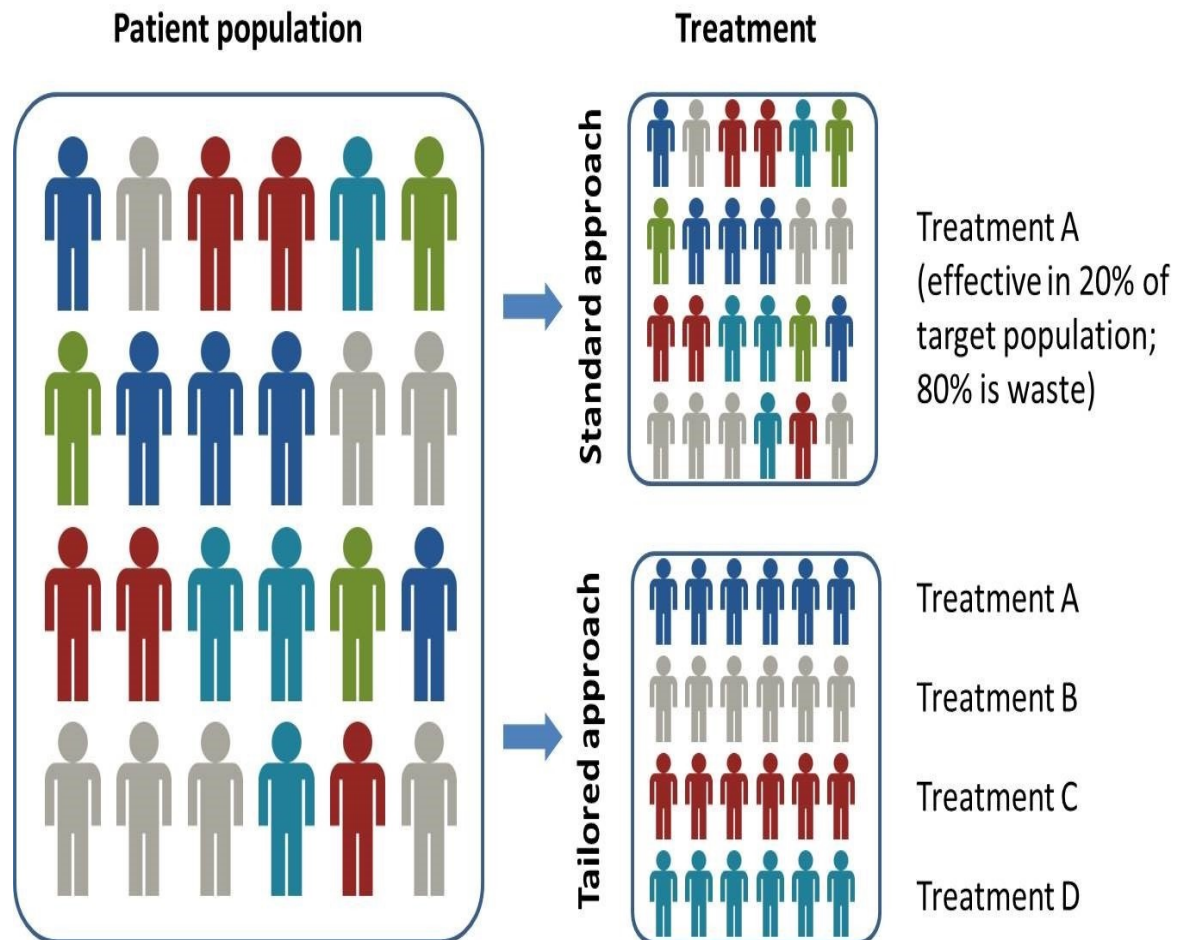 Patient population
Treatment
Standard approach
Treatment A
(effective in 20% of
target population;
80% is waste)
Tailored approach
Treatment A
Treatment B
Treatment C
Treatment D